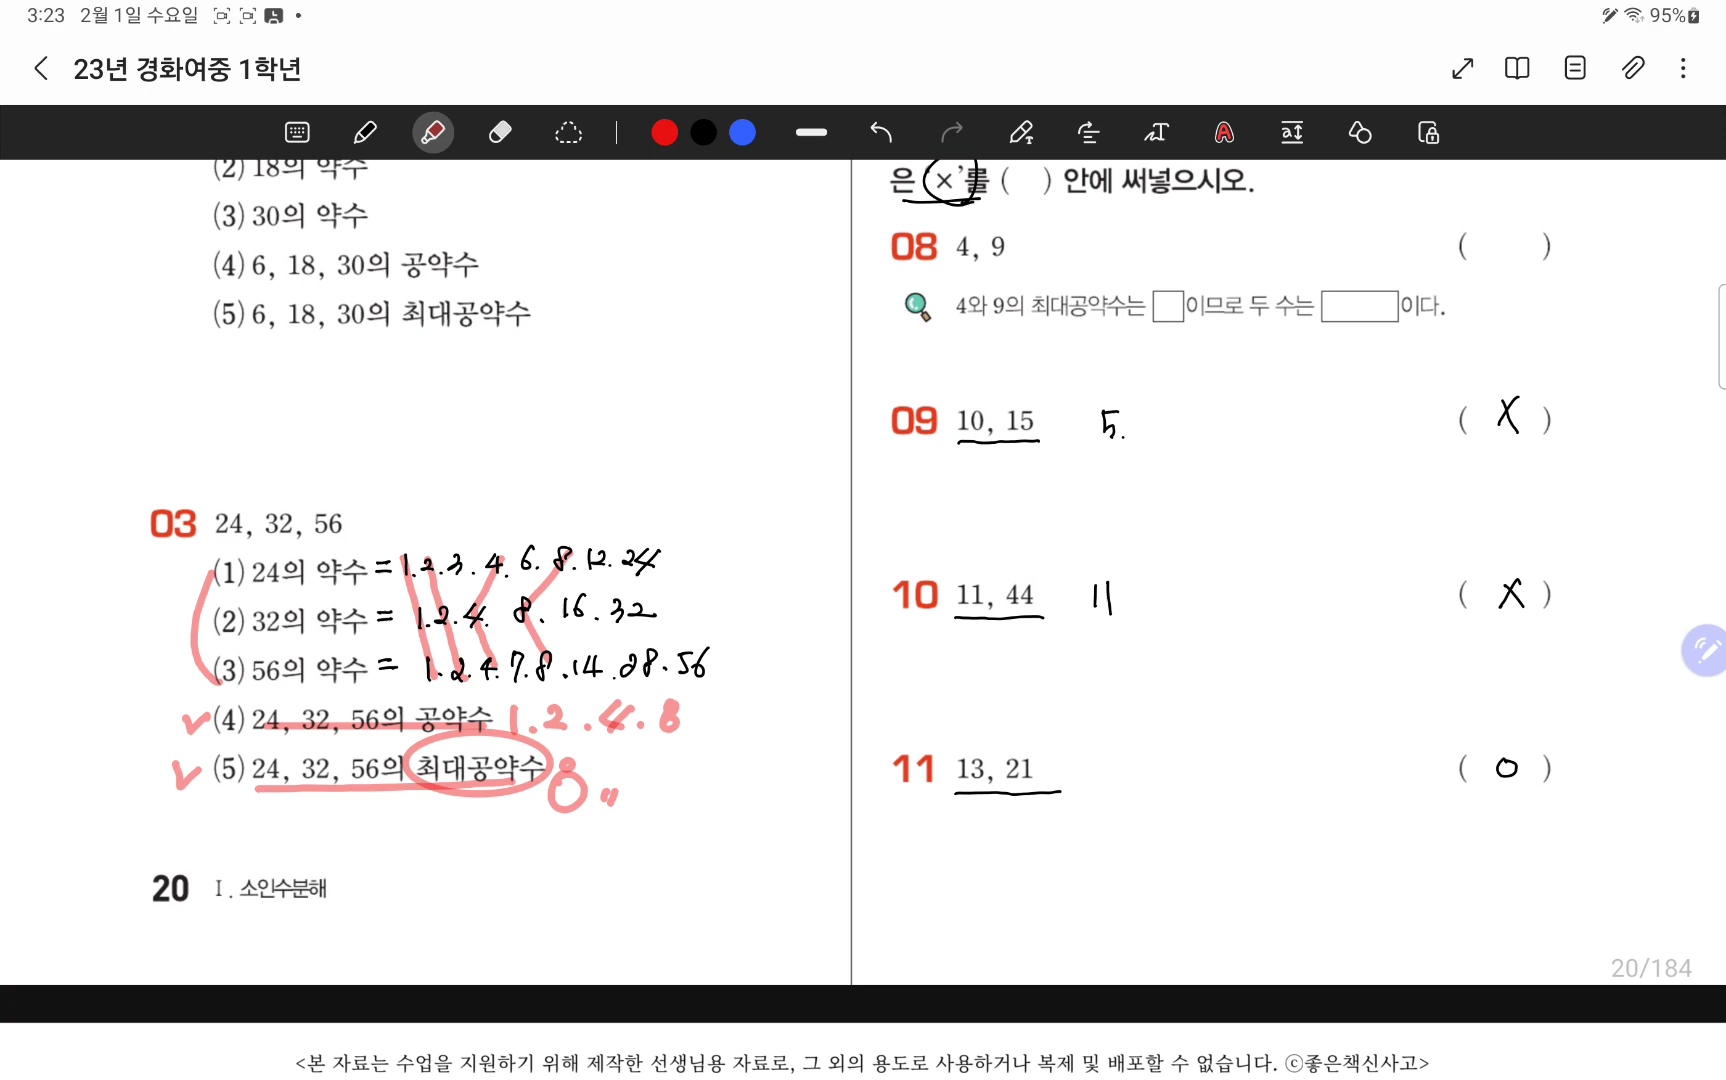 3:23 2월 1일 수요일
95%
23년 경화여중 1학년
(2) 18의 약수
(3) 30의 약수
(4) 6, 18, 30의 공약수
(5) 6, 18, 30의 최대공약수
03 24, 32, 56
(1) 24의 약수 = 1. 2. 3. 4. 6. 8. 12. 24
(2) 32의 약수 = 1. 2. 4. 8. 16. 32
(3) 56의 약수 = 1. 2. 4. 7. 8. 14. 28. 56
(4) 24, 32, 56의 공약수 1. 2. 4. 8
(5) 24, 32, 56의 최대공약수 8 〃
20 Ⅰ. 소인수분해
은 '×'를 ( ) 안에 써넣으시오.
08 4, 9 ( )
4와 9의 최대공약수는 □이므로 두 수는 □이다.
09 10, 15 5. ( X )
10 11, 44 11 ( X )
11 13, 21 ( O )
20/184
<본 자료는 수업을 지원하기 위해 제작한 선생님용 자료로, 그 외의 용도로 사용하거나 복제 및 배포할 수 없습니다. ⓒ좋은책신사고>